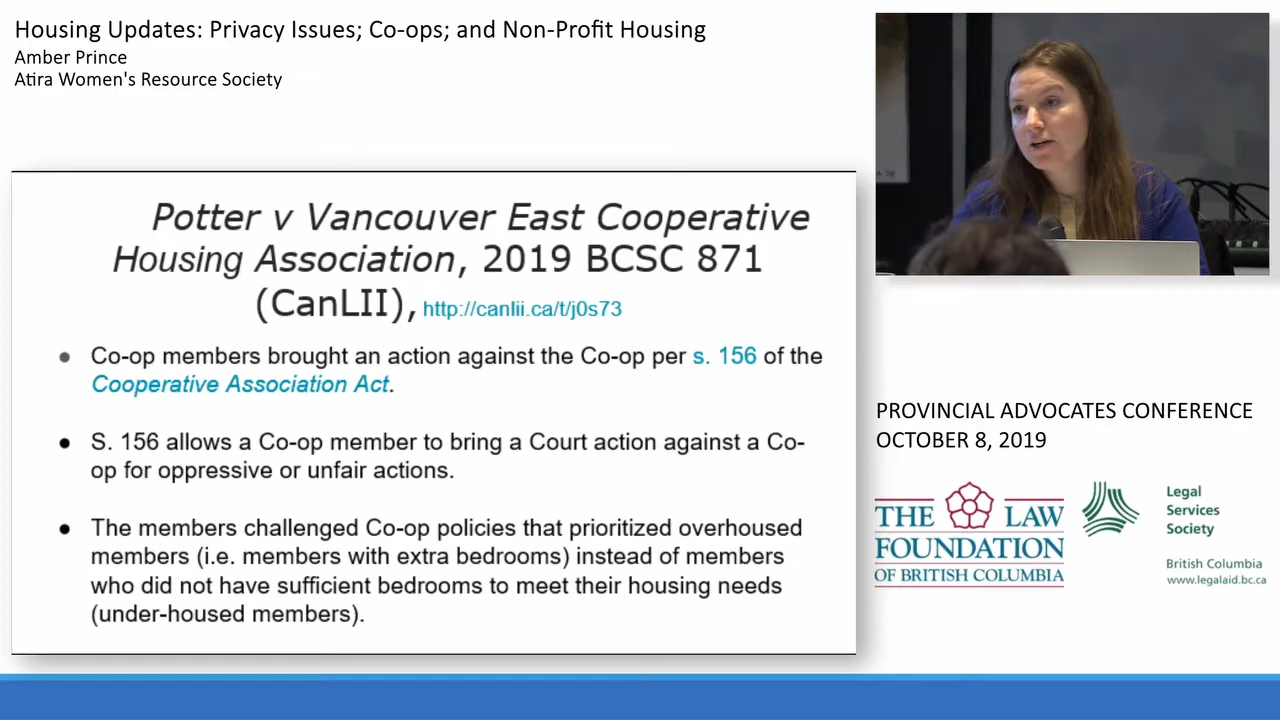 Housing Updates: Privacy Issues; Co-ops; and Non-Profit Housing
Amber Prince
Atira Women's Resource Society
Potter v Vancouver East Cooperative
Housing Association, 2019 BCSC 871
(CanLII), http://canlii.ca/t/j0s73
• Co-op members brought an action against the Co-op per s. 156 of the
Cooperative Association Act.
• S. 156 allows a Co-op member to bring a Court action against a Co-
op for oppressive or unfair actions.
• The members challenged Co-op policies that prioritized overhoused
members (i.e. members with extra bedrooms) instead of members
who did not have sufficient bedrooms to meet their housing needs
(under-housed members).
PROVINCIAL ADVOCATES CONFERENCE
OCTOBER 8, 2019
THE LAW
FOUNDATION
OF BRITISH COLUMBIA
Legal
Services
Society
British Columbia
www.legalaid.bc.ca